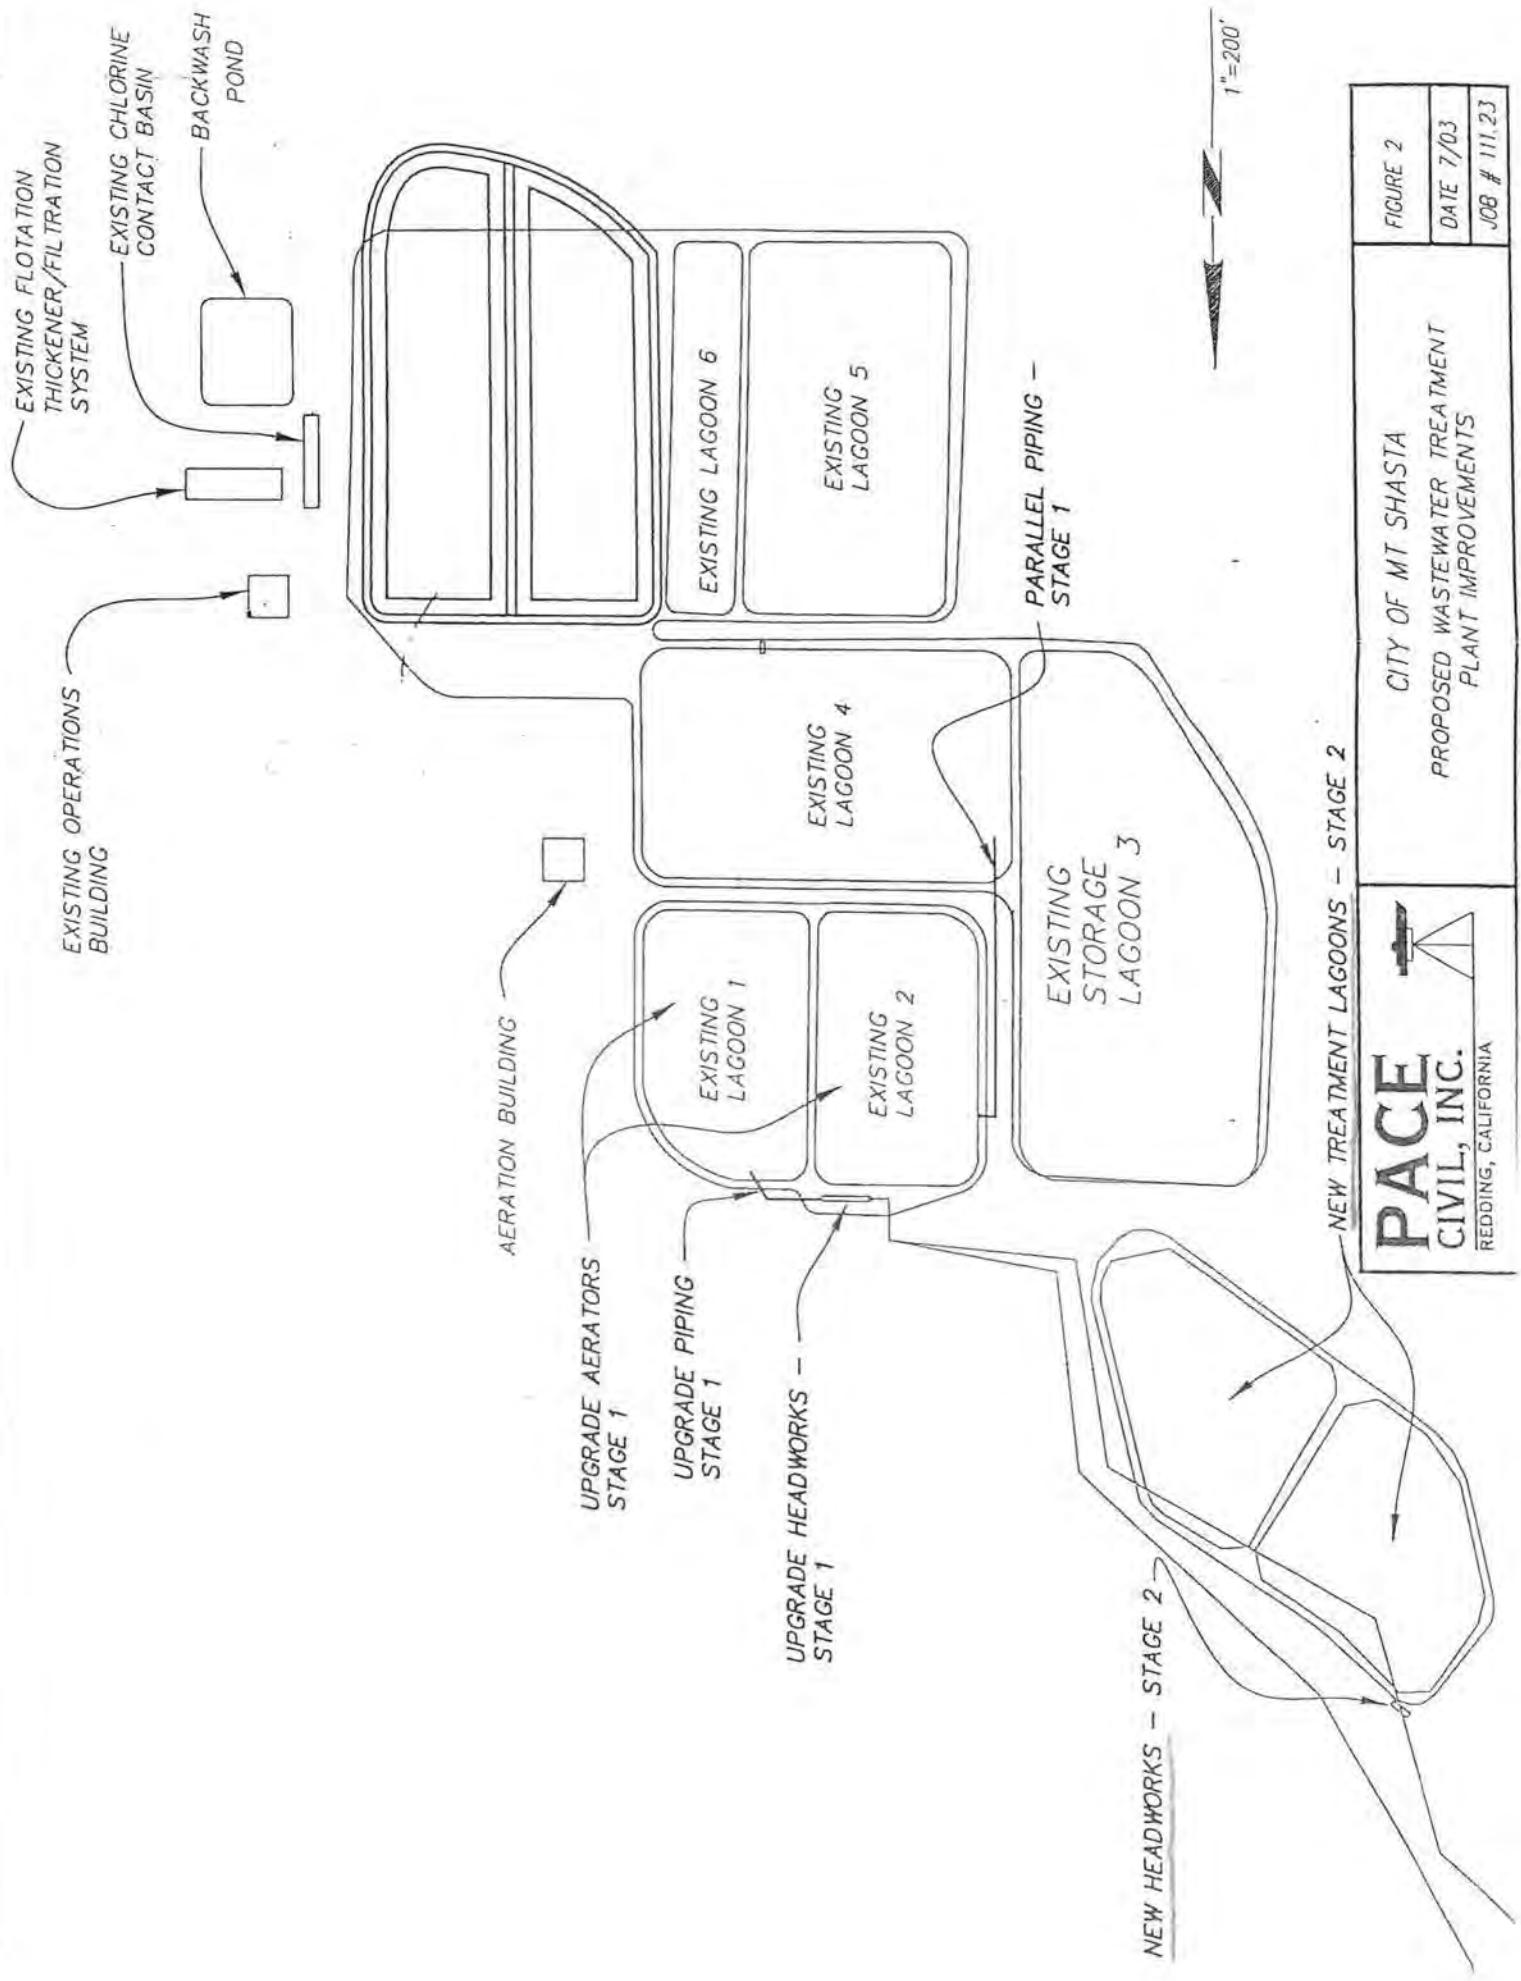 EXISTING FLOTATION
THICKENER/FILTRATION
SYSTEM
EXISTING CHLORINE
CONTACT BASIN
BACKWASH
POND
EXISTING OPERATIONS
BUILDING
AERATION BUILDING
UPGRADE AERATORS
STAGE 1
UPGRADE PIPING
STAGE 1
UPGRADE HEADWORKS –
STAGE 1
EXISTING LAGOON 6
EXISTING
LAGOON 5
EXISTING
LAGOON 4
EXISTING
LAGOON 1
EXISTING
LAGOON 2
EXISTING
STORAGE
LAGOON 3
PARALLEL PIPING –
STAGE 1
NEW HEADWORKS – STAGE 2
NEW TREATMENT LAGOONS – STAGE 2
N
1"=200'
PACE
CIVIL, INC.
REDDING, CALIFORNIA
CITY OF MT SHASTA
PROPOSED WASTEWATER TREATMENT
PLANT IMPROVEMENTS
FIGURE 2
DATE 7/03
JOB # 111.23